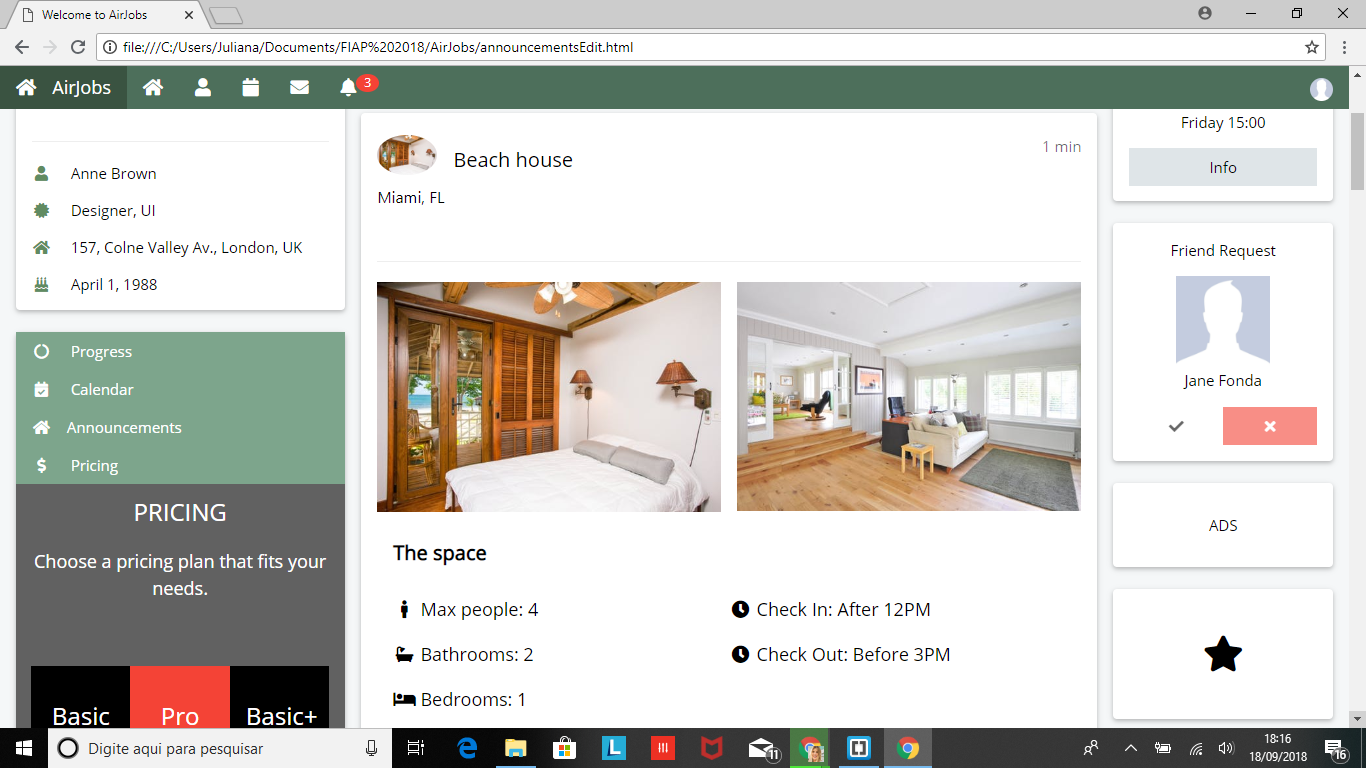 Welcome to AirJobs
file:///C:/Users/Juliana/Documents/FIAP%202018/AirJobs/announcementsEdit.html
AirJobs
3
Anne Brown
Designer, UI
157, Colne Valley Av., London, UK
April 1, 1988
Progress
Calendar
Announcements
Pricing
PRICING
Choose a pricing plan that fits your
needs.
Basic
Pro
Basic+
Beach house
1 min
Miami, FL
The space
Max people: 4
Check In: After 12PM
Bathrooms: 2
Check Out: Before 3PM
Bedrooms: 1
Friday 15:00
Info
Friend Request
Jane Fonda
ADS
Digite aqui para pesquisar
L
11
18:16
18/09/2018
16